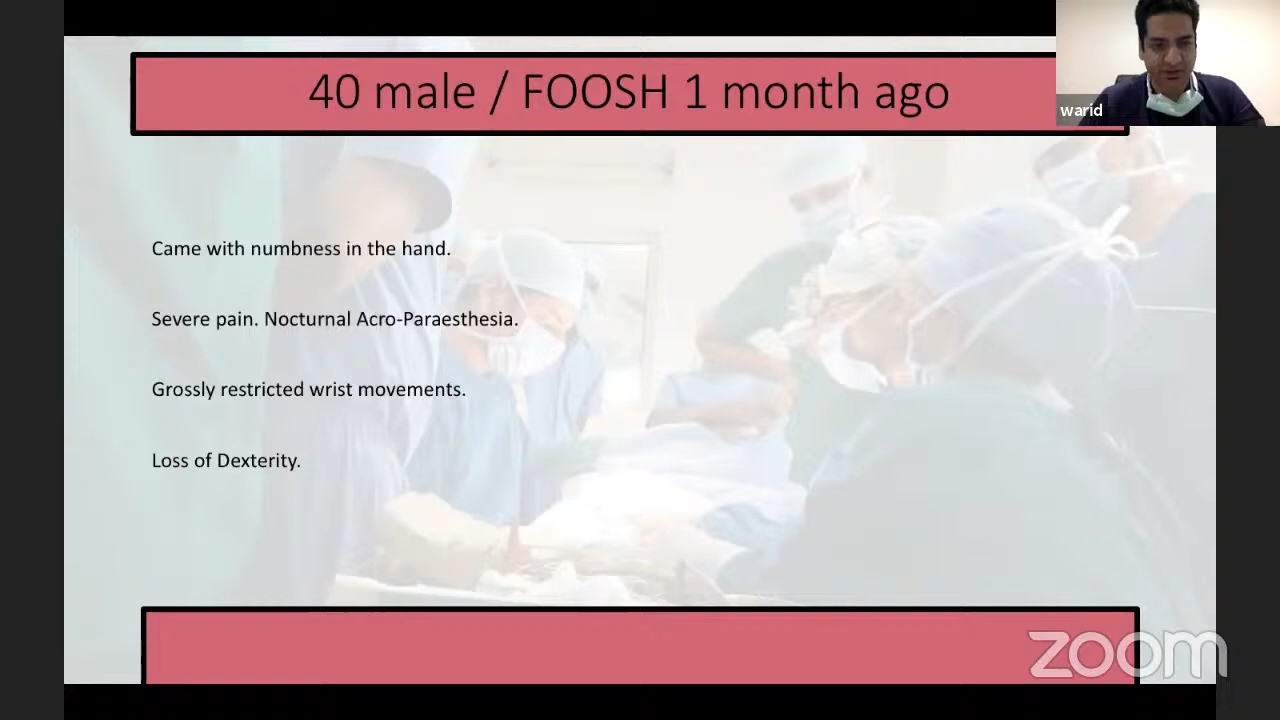 40 male / FOOSH 1 month ago
warid
Came with numbness in the hand.
Severe pain. Nocturnal Acro-Paraesthesia.
Grossly restricted wrist movements.
Loss of Dexterity.
zoom